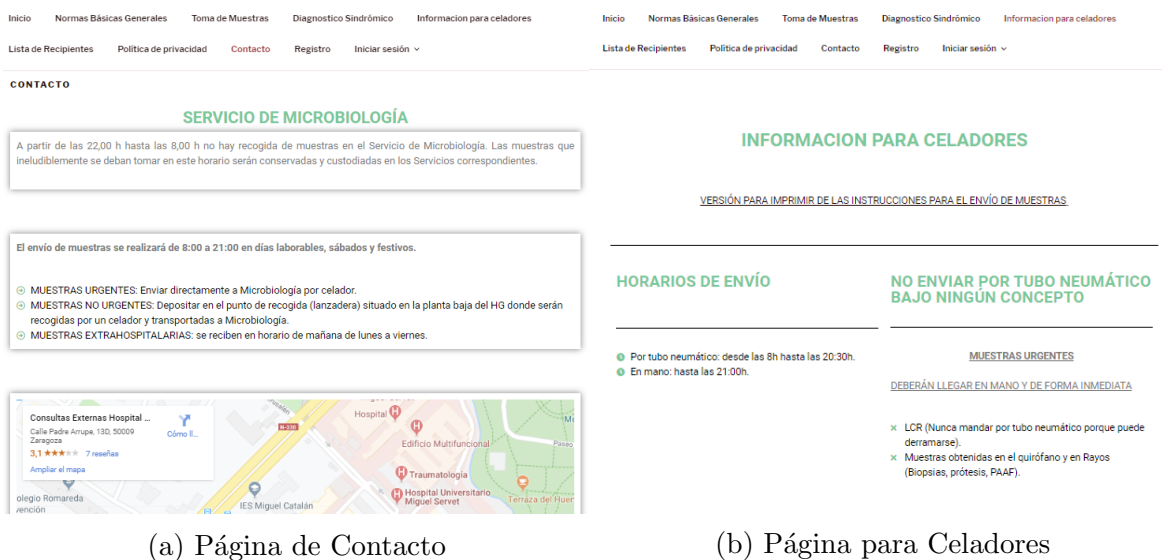 Inicio Normas Básicas Generales Toma de Muestras Diagnostico Sindrómico Informacion para celadores
Lista de Recipientes Política de privacidad Contacto Registro Iniciar sesión
CONTACTO
SERVICIO DE MICROBIOLOGÍA
A partir de las 22,00 h hasta las 8,00 h no hay recogida de muestras en el Servicio de Microbiología. Las muestras que
ineludiblemente se deban tomar en este horario serán conservadas y custodiadas en los Servicios correspondientes.
El envío de muestras se realizará de 8:00 a 21:00 en días laborables, sábados y festivos.
MUESTRAS URGENTES: Enviar directamente a Microbiología por celador.
MUESTRAS NO URGENTES: Depositar en el punto de recogida (lanzadera) situado en la planta baja del HG donde serán
recogidas por un celador y transportadas a Microbiología.
MUESTRAS EXTRAHOSPITALARIAS: se reciben en horario de mañana de lunes a viernes.
Consultas Externas Hospital ...
Calle Padre Arrupe, 13D, 50009
Zaragoza
Cómo ll...
3,1 ★★★★★ 7 reseñas
Ampliar el mapa
N-330
Hospital
Edificio Multifuncional
Paseo
Traumatología
Hospital Universitario
Miguel Servet
Terraza del Huer
IES Miguel Catalán
olegio Romareda
vención
(a) Página de Contacto
Inicio Normas Básicas Generales Toma de Muestras Diagnostico Sindrómico Informacion para celadores
Lista de Recipientes Política de privacidad Contacto Registro Iniciar sesión
INFORMACION PARA CELADORES
VERSIÓN PARA IMPRIMIR DE LAS INSTRUCCIONES PARA EL ENVÍO DE MUESTRAS
HORARIOS DE ENVÍO
Por tubo neumático: desde las 8h hasta las 20:30h.
En mano: hasta las 21:00h.
NO ENVIAR POR TUBO NEUMÁTICO
BAJO NINGÚN CONCEPTO
MUESTRAS URGENTES
DEBERÁN LLEGAR EN MANO Y DE FORMA INMEDIATA
LCR (Nunca mandar por tubo neumático porque puede
derramarse).
Muestras obtenidas en el quirófano y en Rayos
(Biopsias, prótesis, PAAF).
(b) Página para Celadores